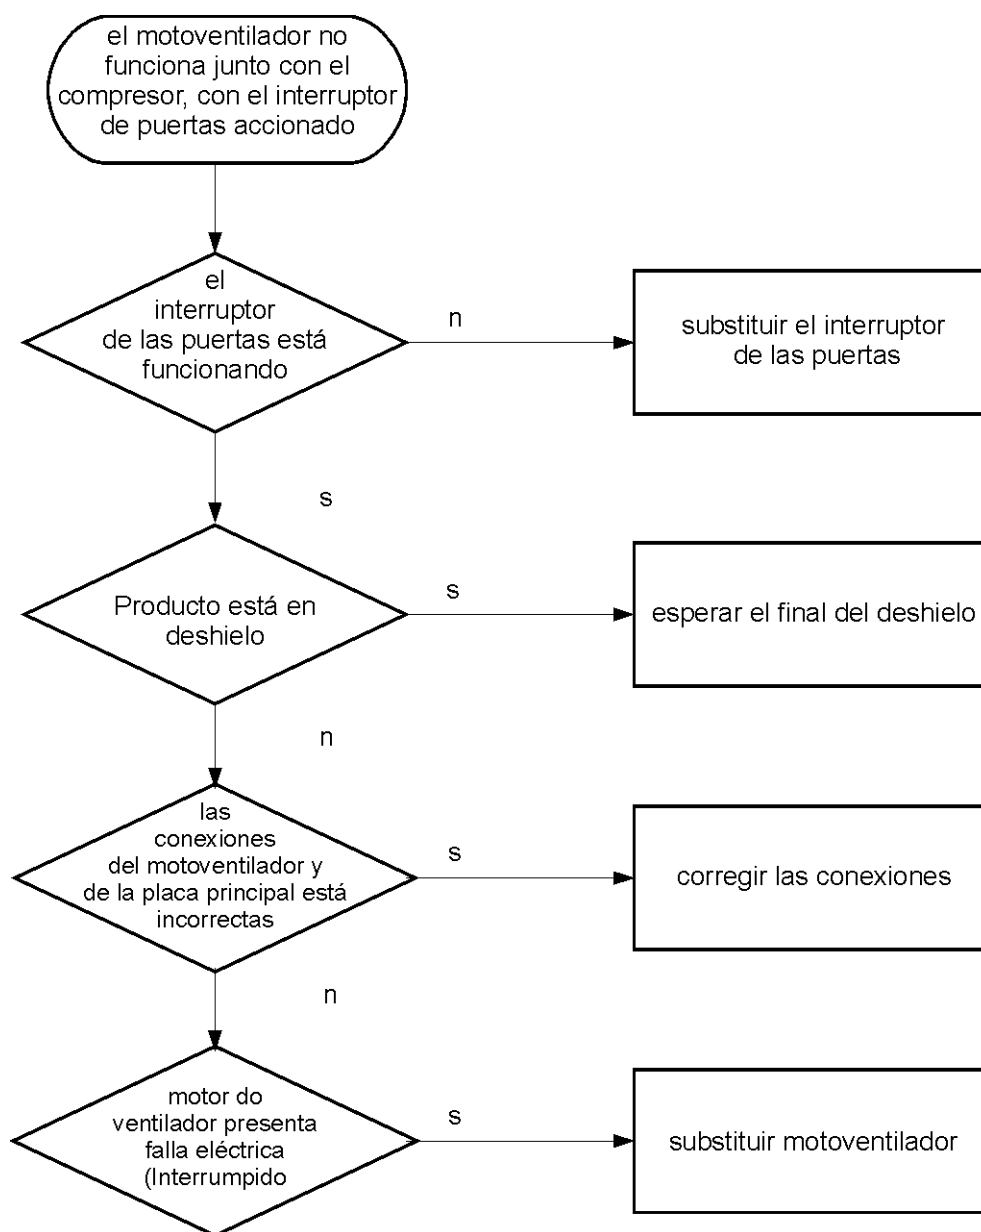 el motoventilador no
funciona junto con el
compresor, con el interruptor
de puertas accionado
el
interruptor
de las puertas está
funcionando
n
substituir el interruptor
de las puertas
s
Producto está en
deshielo
s
esperar el final del deshielo
n
las
conexiones
del motoventilador y
de la placa principal está
incorrectas
s
corregir las conexiones
n
motor do
ventilador presenta
falla eléctrica
(Interrumpido
s
substituir motoventilador